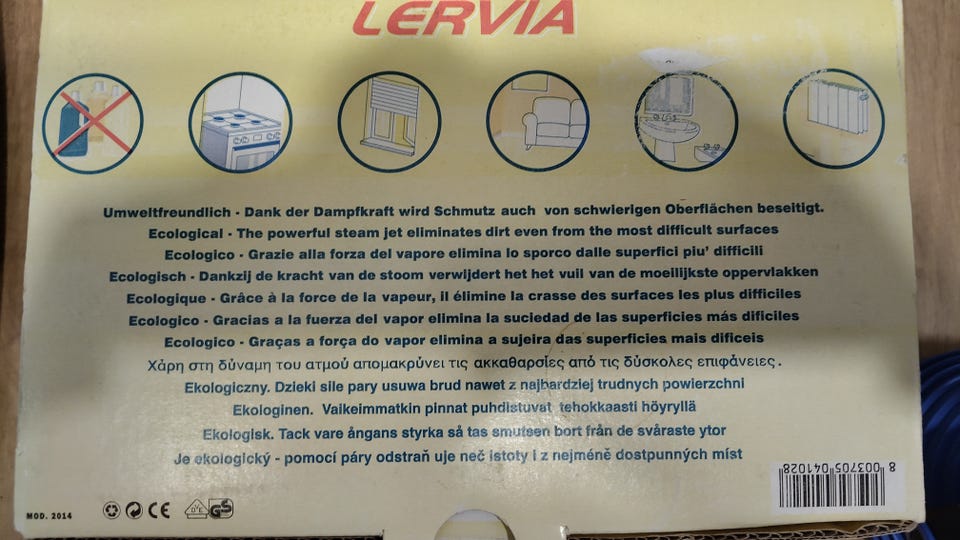 LERVIA
Umweltfreundlich - Dank der Dampfkraft wird Schmutz auch von schwierigen Oberflächen beseitigt.
Ecological - The powerful steam jet eliminates dirt even from the most difficult surfaces
Ecologico - Grazie alla forza del vapore elimina lo sporco dalle superfici piu' difficili
Ecologisch - Dankzij de kracht van de stoom verwijdert het het vuil van de moeilijkste oppervlakken
Ecologique - Grâce à la force de la vapeur, il élimine la crasse des surfaces les plus difficiles
Ecologico - Gracias a la fuerza del vapor elimina la suciedad de las superficies más dificiles
Ecologico - Graças a força do vapor elimina a sujeira das superficies mais dificeis
Χάρη στη δύναμη του ατμού απομακρύνει τις ακκαθαρσίες από τις δύσκολες επιφάνειες.
Ekologiczny. Dzieki sile pary usuwa brud nawet z najbardziej trudnych powierzchni
Ekologinen. Vaikeimmatkin pinnat puhdistuvat tehokkaasti höyryllä
Ekologisk. Tack vare ångans styrka så tas smutsen bort från de svåraste ytor
Je ekologický - pomocí páry odstraň uje neč istoty i z nejméně dostpunných míst
8 003705 041028
MOD. 2014
CE
GS